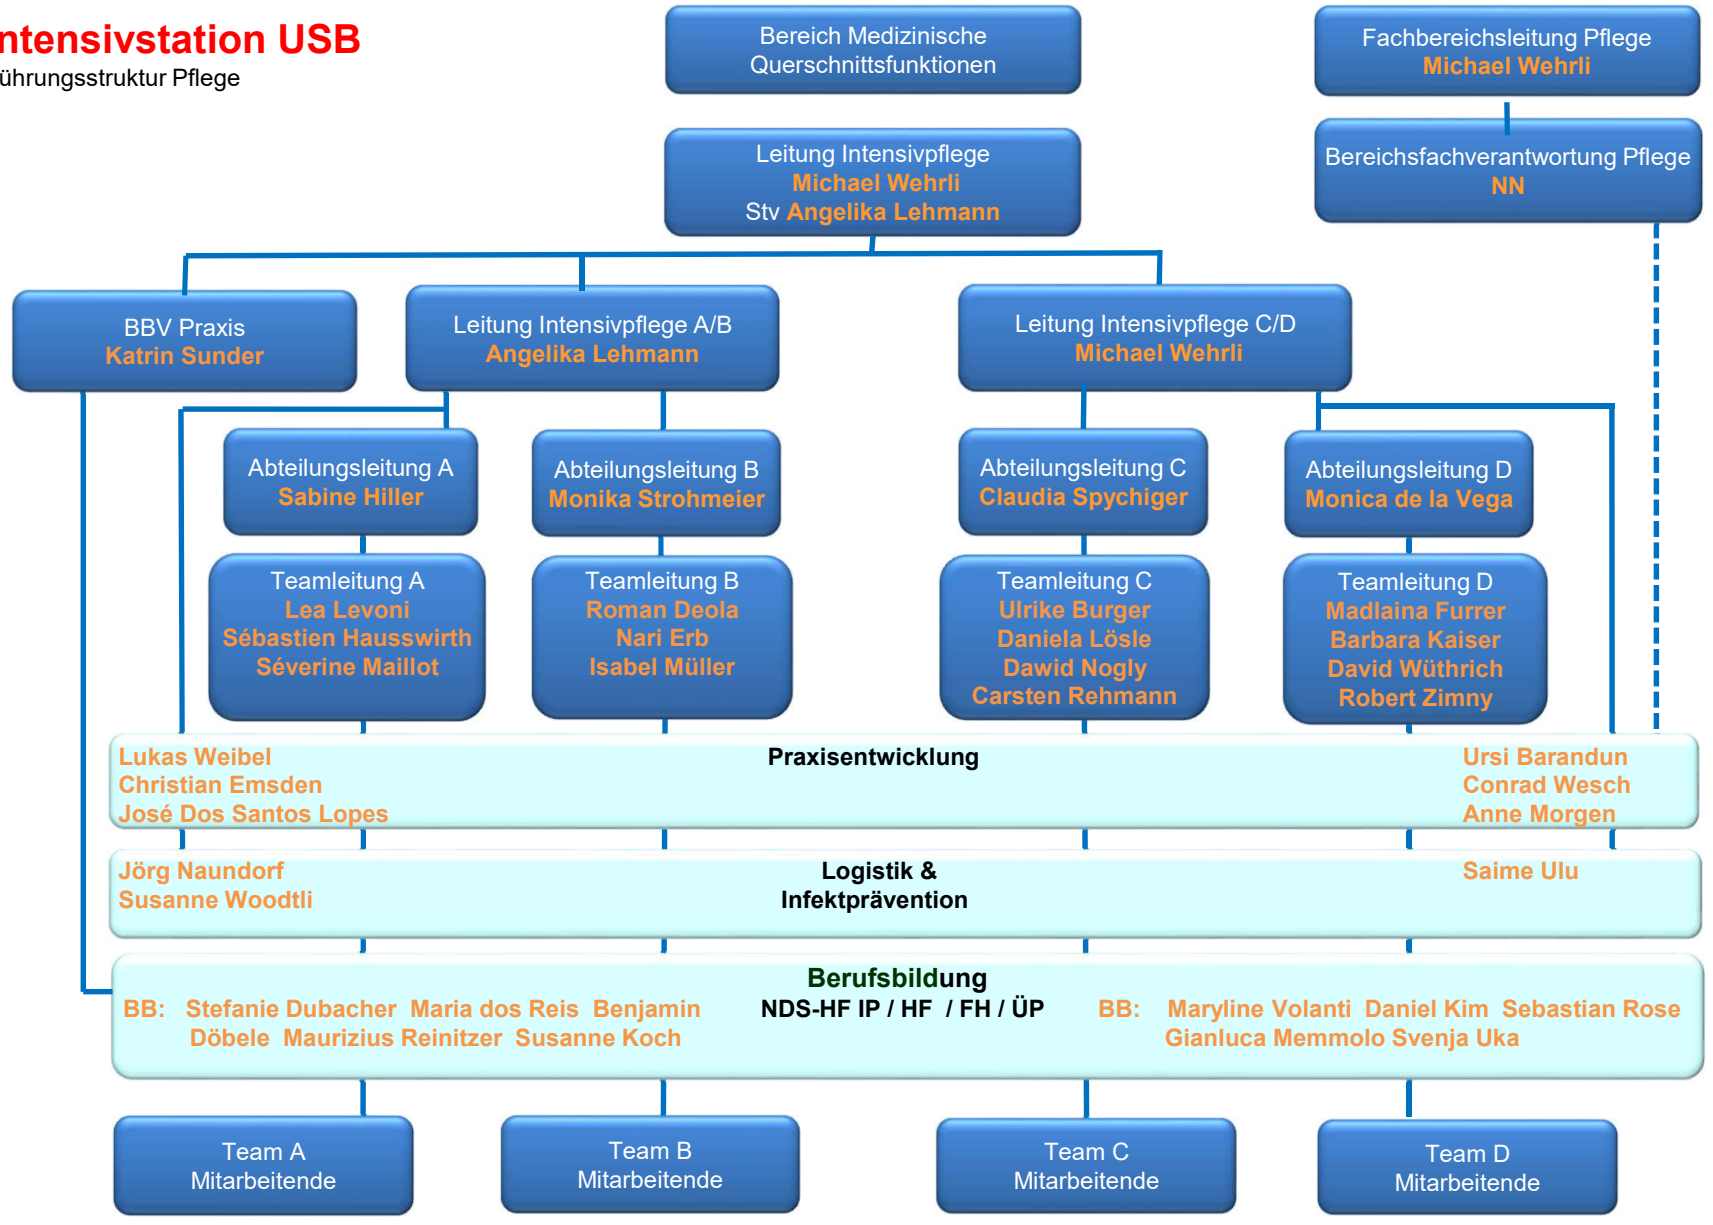 ntensivstation USB
ührungsstruktur Pflege
Bereich Medizinische
Querschnittsfunktionen
Fachbereichsleitung Pflege
Michael Wehrli
Leitung Intensivpflege
Michael Wehrli
Stv Angelika Lehmann
Bereichsfachverantwortung Pflege
NN
BBV Praxis
Katrin Sunder
Leitung Intensivpflege A/B
Angelika Lehmann
Leitung Intensivpflege C/D
Michael Wehrli
Abteilungsleitung A
Sabine Hiller
Abteilungsleitung B
Monika Strohmeier
Abteilungsleitung C
Claudia Spychiger
Abteilungsleitung D
Monica de la Vega
Teamleitung A
Lea Levoni
Sébastien Hausswirth
Séverine Maillot
Teamleitung B
Roman Deola
Nari Erb
Isabel Müller
Teamleitung C
Ulrike Burger
Daniela Lösle
Dawid Nogly
Carsten Rehmann
Teamleitung D
Madlaina Furrer
Barbara Kaiser
David Wüthrich
Robert Zimny
Lukas Weibel
Christian Emsden
José Dos Santos Lopes
Praxisentwicklung
Ursi Barandun
Conrad Wesch
Anne Morgen
Jörg Naundorf
Susanne Woodtli
Logistik &
Infektprävention
Saime Ulu
Berufsbildung
NDS-HF IP / HF / FH / ÜP
BB: Stefanie Dubacher Maria dos Reis Benjamin
Döbele Maurizius Reinitzer Susanne Koch
BB: Maryline Volanti Daniel Kim Sebastian Rose
Gianluca Memmolo Svenja Uka
Team A
Mitarbeitende
Team B
Mitarbeitende
Team C
Mitarbeitende
Team D
Mitarbeitende